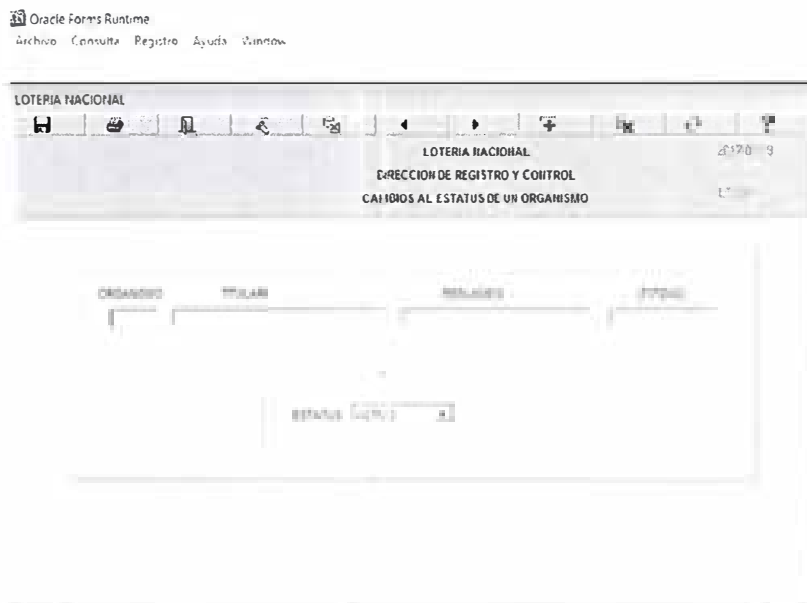 Oracle Forms Runtime
Archivo Consulta Registro Ayuda Window
LOTERIA NACIONAL
LOTERIA NACIONAL
DIRECCION DE REGISTRO Y CONTROL
CAMBIOS AL ESTATUS DE UN ORGANISMO
ORGANISMO TITULAR
ESTATUS